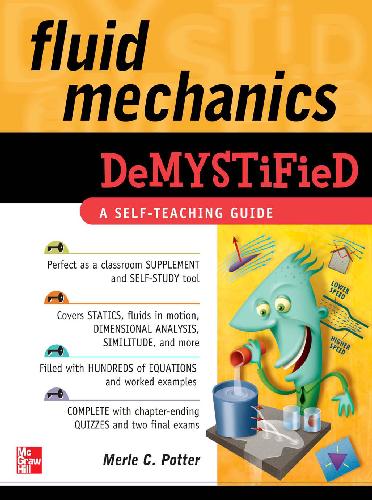 fluid
mechanics
DeMYSTiFieD
A SELF-TEACHING GUIDE
Perfect as a classroom SUPPLEMENT
and SELF-STUDY tool
Covers STATICS, fluids in motion,
DIMENSIONAL ANALYSIS,
SIMILITUDE, and more
Filled with HUNDREDS of EQUATIONS
and worked examples
COMPLETE with chapter-ending
QUIZZES and two final exams
LOWER
SPEED
HIGHER
SPEED
Mc
Graw
Hill
Merle C. Potter